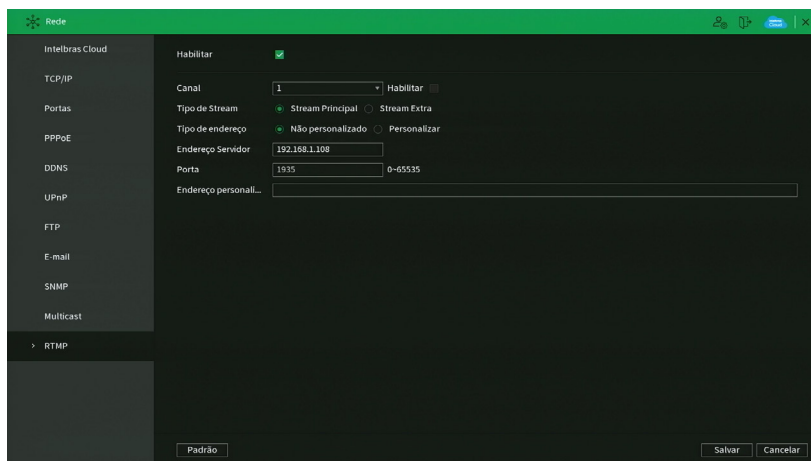 Rede
Intelbras Cloud
TCP/IP
Portas
PPPoE
DDNS
UPnP
FTP
E-mail
SNMP
Multicast
> RTMP
Habilitar
Canal 1 Habilitar
Tipo de Stream Stream Principal Stream Extra
Tipo de endereço Não personalizado Personalizar
Endereço Servidor 192.168.1.108
Porta 1935 0~65535
Endereço personali...
Padrão Salvar Cancelar